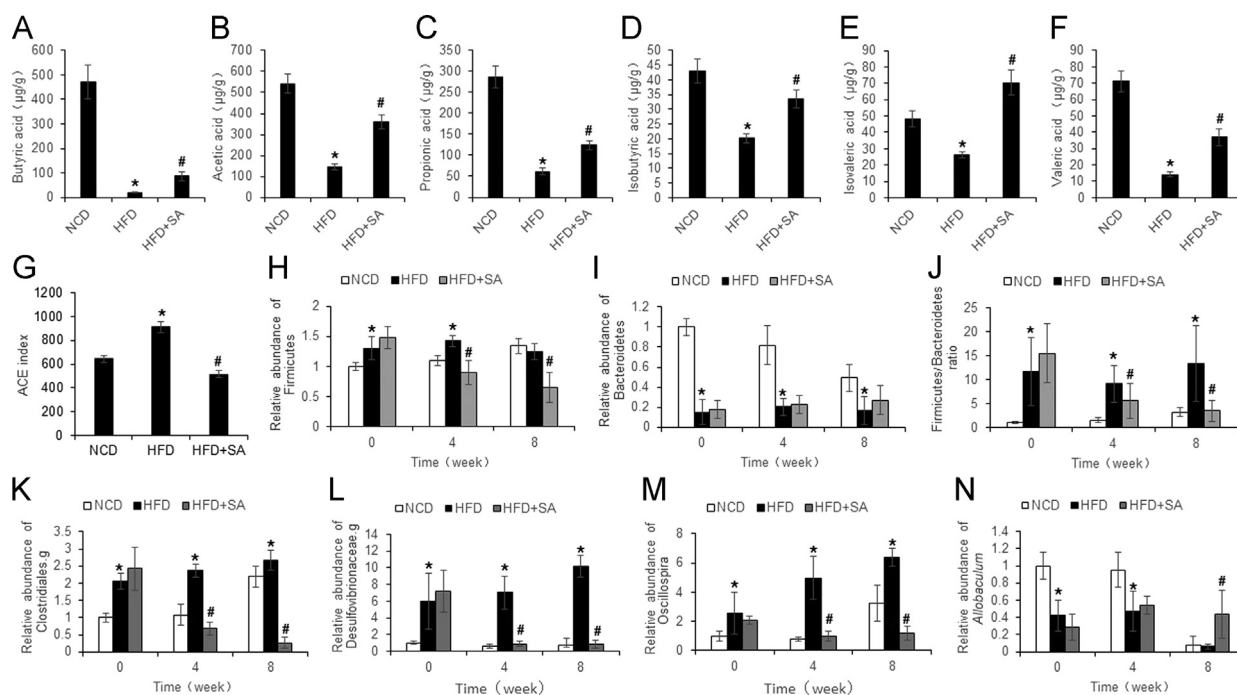 A
Butyric acid (µg/g)
600
500
400
300
200
100
0
*
#
NCD
HFD
HFD+SA
B
Acetic acid (µg/g)
700
600
500
400
300
200
100
0
*
#
NCD
HFD
HFD+SA
C
Propionic acid (µg/g)
350
300
250
200
150
100
50
0
*
#
NCD
HFD
HFD+SA
D
Isobutyric acid (µg/g)
50
45
40
35
30
25
20
15
10
5
0
*
#
NCD
HFD
HFD+SA
E
Isovaleric acid (µg/g)
90
80
70
60
50
40
30
20
10
0
*
#
NCD
HFD
HFD+SA
F
Valeric acid (µg/g)
90
80
70
60
50
40
30
20
10
0
*
#
NCD
HFD
HFD+SA
G
ACE index
1200
1000
800
600
400
200
0
*
#
NCD HFD HFD+SA
H
NCD HFD HFD+SA
Relative abundance of
Firmicutes
2
1.5
1
0.5
0
* * # #
0 4 8
Time (week)
I
NCD HFD HFD+SA
Relative abundance of
Bacteroidetes
1.2
1
0.8
0.6
0.4
0.2
0
* * *
0 4 8
Time (week)
J
NCD HFD HFD+SA
Firmicutes/Bacteroidetes
ratio
25
20
15
10
5
0
* * # * #
0 4 8
Time (week)
K
NCD HFD HFD+SA
Relative abundance of
Clostridiales.g
3.5
3
2.5
2
1.5
1
0.5
0
* * # * #
0 4 8
Time (week)
L
NCD HFD HFD+SA
Relative abundance of
Desulfovibrionaceae.g
14
12
10
8
6
4
2
0
* * # * #
0 4 8
Time (week)
M
NCD HFD HFD+SA
Relative abundance of
Oscillospira
8
6
4
2
0
* * # * #
0 4 8
Time (week)
N
NCD HFD HFD+SA
Relative abundance of
Allobaculum
1.4
1.2
1
0.8
0.6
0.4
0.2
0
* * #
0 4 8
Time (week)